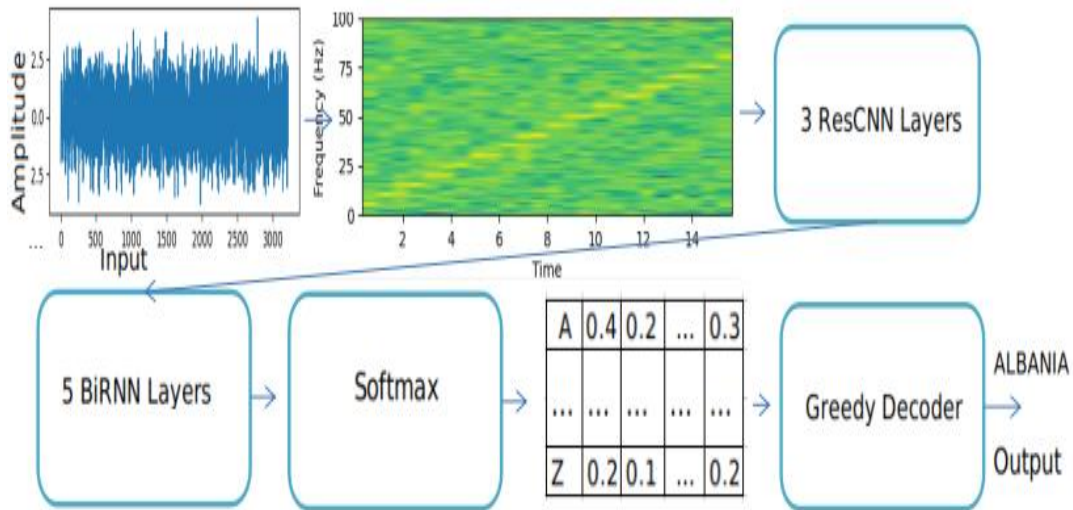 Amplitude
2.5
0.0
2.5
...
0 500 1000 1500 2000 2500 3000
Input
Frequency (Hz)
100
75
50
25
0
2 4 6 8 10 12 14
Time
3 ResCNN Layers
5 BiRNN Layers
Softmax
A 0.4 0.2 ... 0.3
... ... ... ... ...
Z 0.2 0.1 ... 0.2
Greedy Decoder
ALBANIA
Output